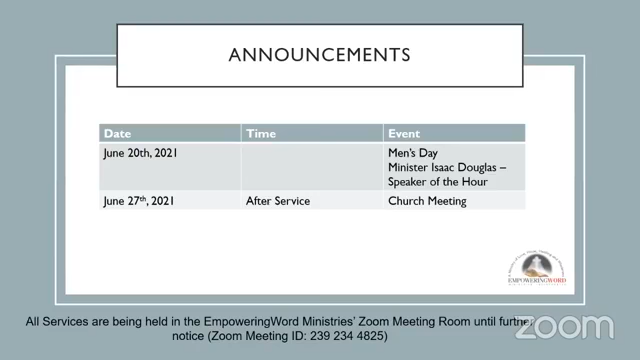 ANNOUNCEMENTS
Date Time Event
June 20th, 2021 Men's Day
Minister Isaac Douglas –
Speaker of the Hour
June 27th, 2021 After Service Church Meeting
EMPOWERINGWORD
All Services are being held in the EmpoweringWord Ministries' Zoom Meeting Room until further
notice (Zoom Meeting ID: 239 234 4825)
zoom